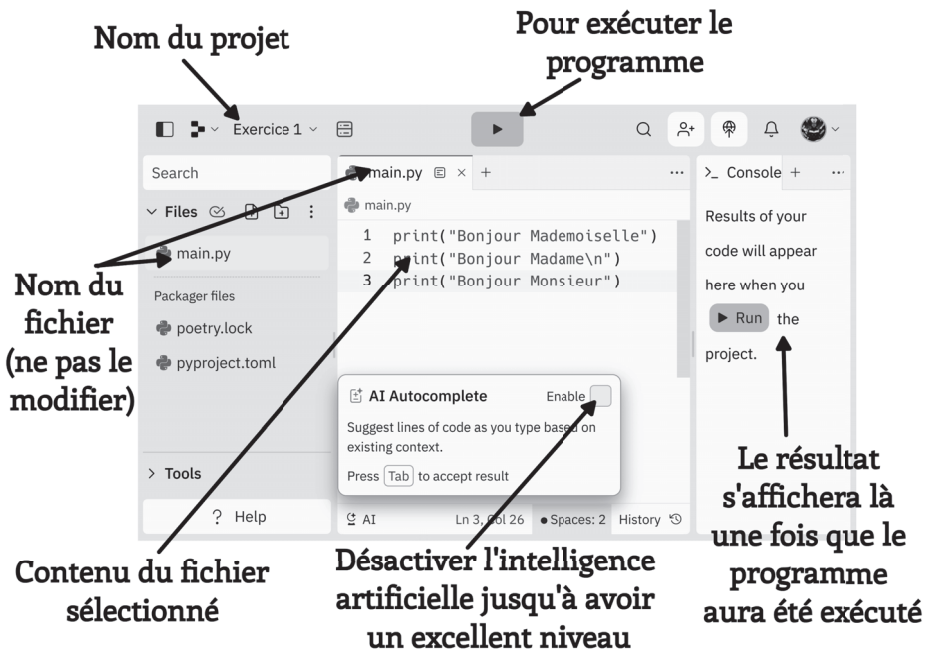 Nom du projet
Pour exécuter le
programme
Exercice 1
Search
main.py
Console
Files
main.py
1 print("Bonjour Mademoiselle")
2 print("Bonjour Madame\n")
3 print("Bonjour Monsieur")
Results of your
code will appear
here when you
Run the
project.
main.py
Packager files
poetry.lock
pyproject.toml
Nom du
fichier
(ne pas le
modifier)
AI Autocomplete
Enable
Suggest lines of code as you type based on
existing context.
Press Tab to accept result
Tools
? Help
AI
Ln 3, Col 26
Spaces: 2
History
Le résultat
s'affichera là
une fois que le
programme
aura été exécuté
Contenu du fichier
sélectionné
Désactiver l'intelligence
artificielle jusqu'à avoir
un excellent niveau